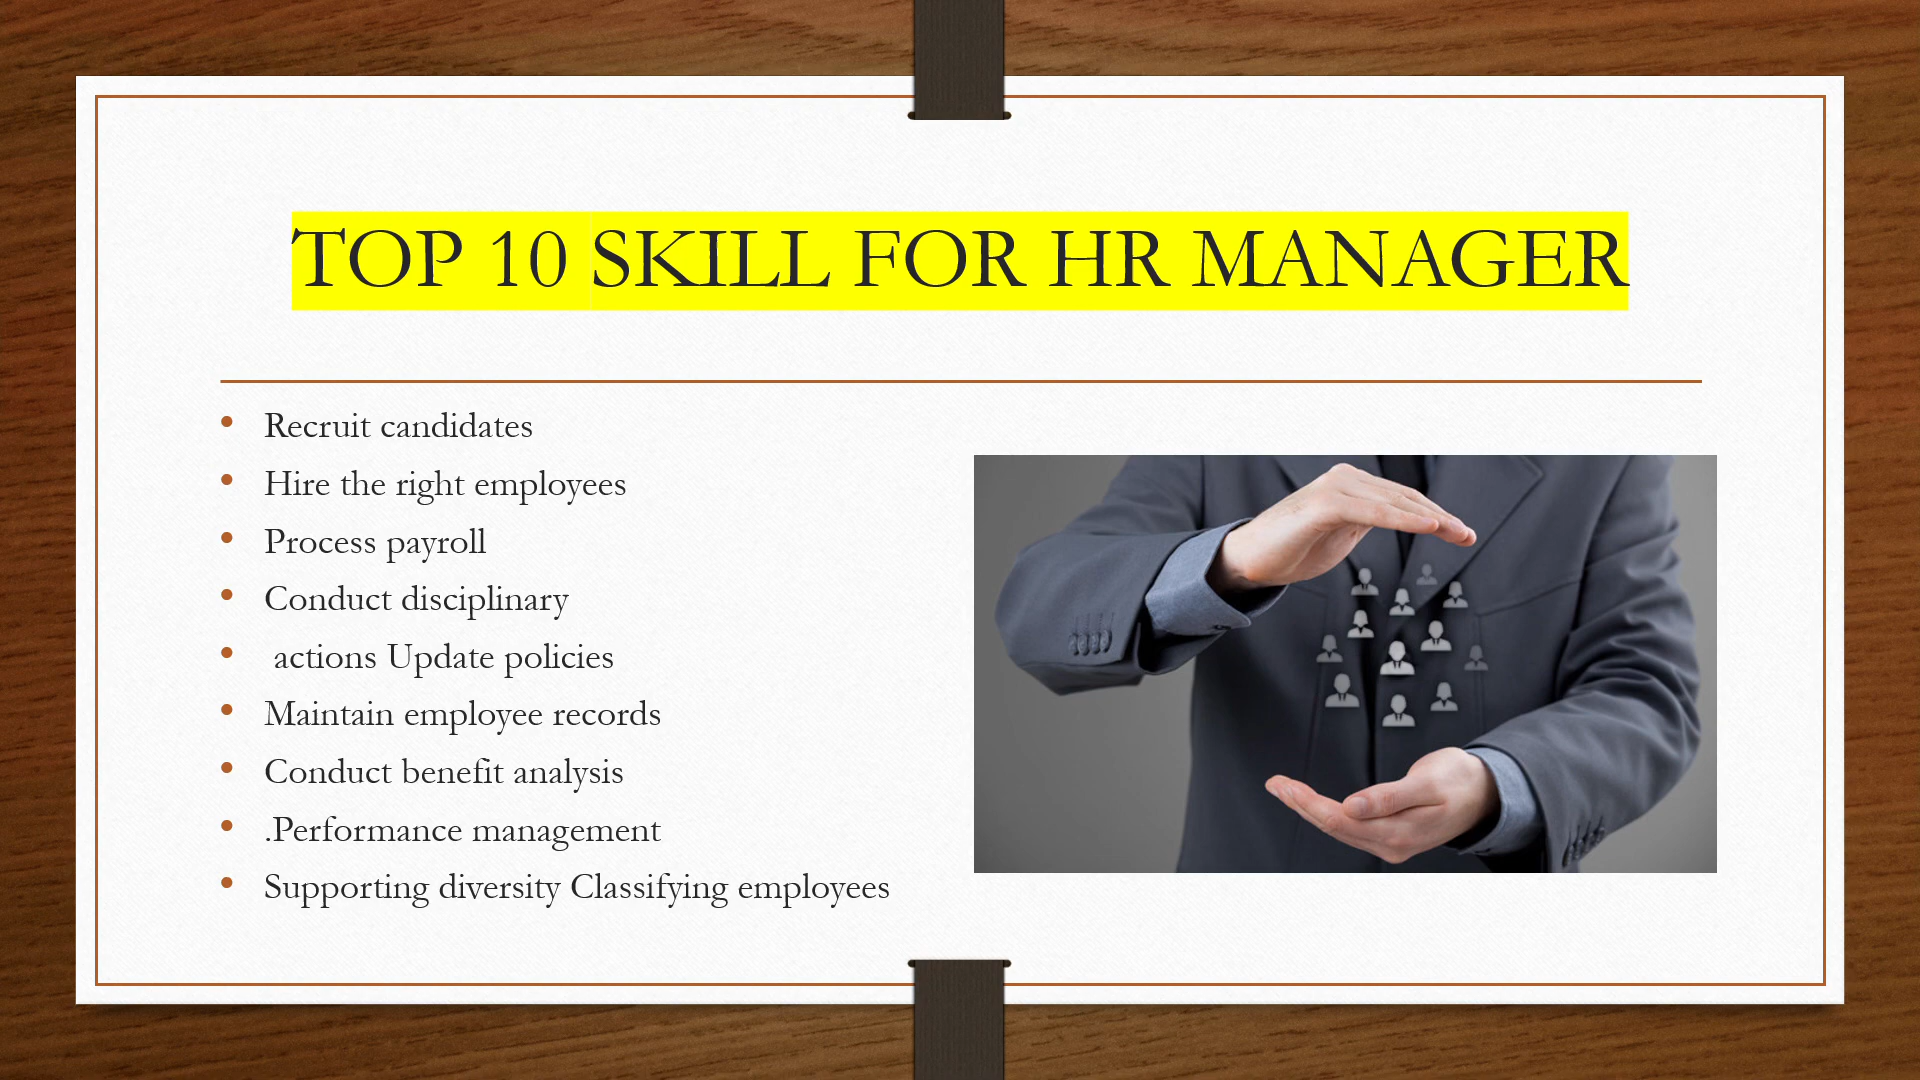 TOP 10 SKILL FOR HR MANAGER
• Recruit candidates
• Hire the right employees
• Process payroll
• Conduct disciplinary
• actions Update policies
• Maintain employee records
• Conduct benefit analysis
• .Performance management
• Supporting diversity Classifying employees